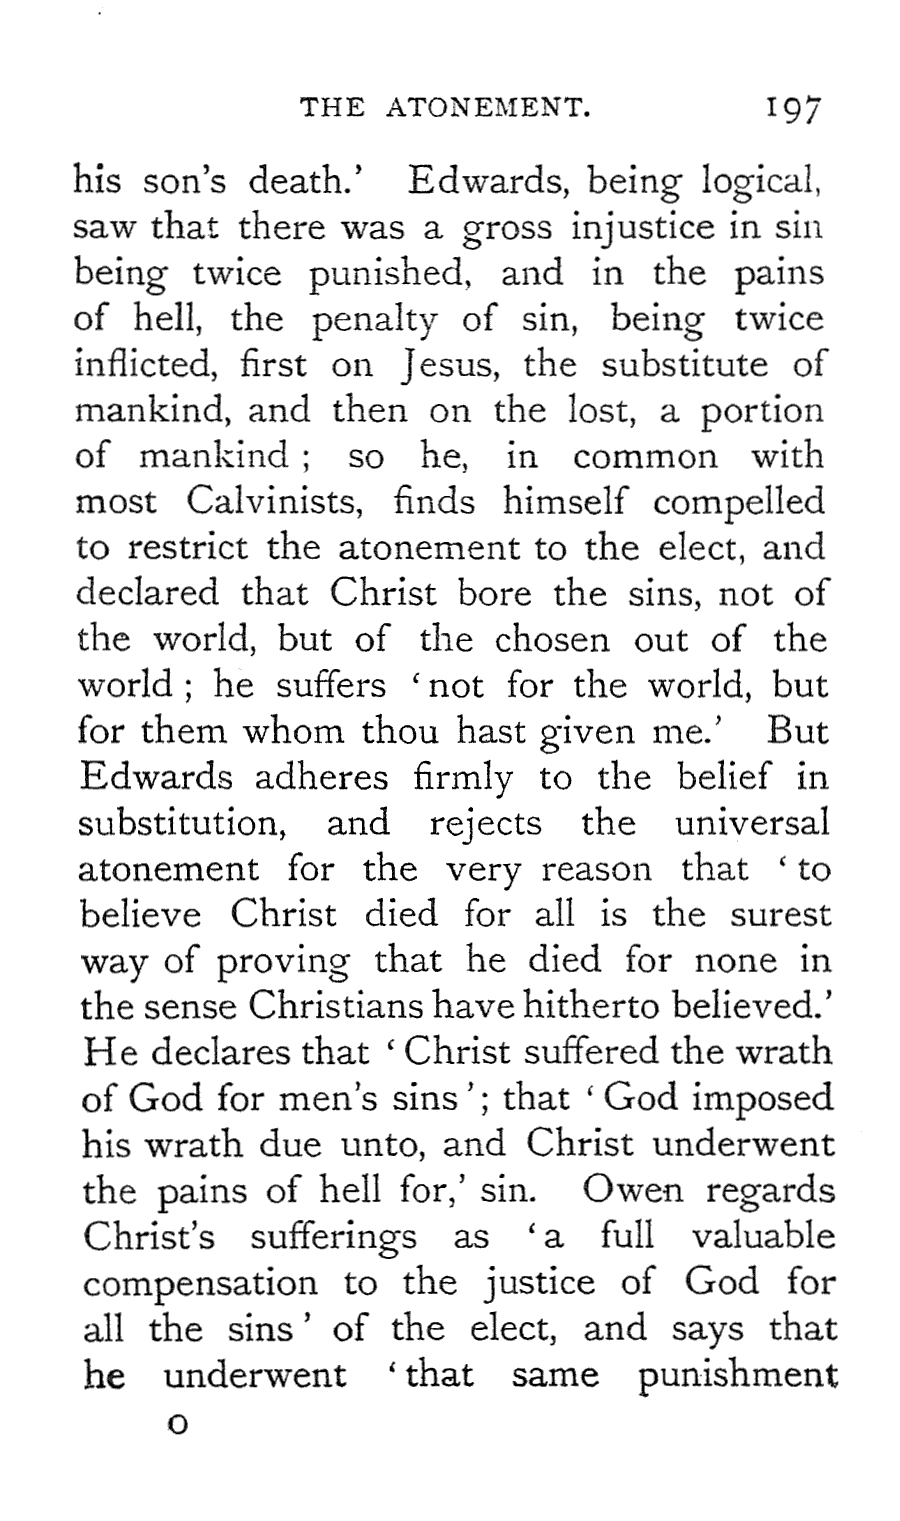 THE ATONEMENT. 197
his son's death.' Edwards, being logical,
saw that there was a gross injustice in sin
being twice punished, and in the pains
of hell, the penalty of sin, being twice
inflicted, first on Jesus, the substitute of
mankind, and then on the lost, a portion
of mankind ; so he, in common with
most Calvinists, finds himself compelled
to restrict the atonement to the elect, and
declared that Christ bore the sins, not of
the world, but of the chosen out of the
world ; he suffers ‘ not for the world, but
for them whom thou hast given me.’ But
Edwards adheres firmly to the belief in
substitution, and rejects the universal
atonement for the very reason that ‘ to
believe Christ died for all is the surest
way of proving that he died for none in
the sense Christians have hitherto believed.’
He declares that ‘ Christ suffered the wrath
of God for men's sins ’; that ‘ God imposed
his wrath due unto, and Christ underwent
the pains of hell for,’ sin. Owen regards
Christ's sufferings as ‘ a full valuable
compensation to the justice of God for
all the sins ’ of the elect, and says that
he underwent ‘ that same punishment
O